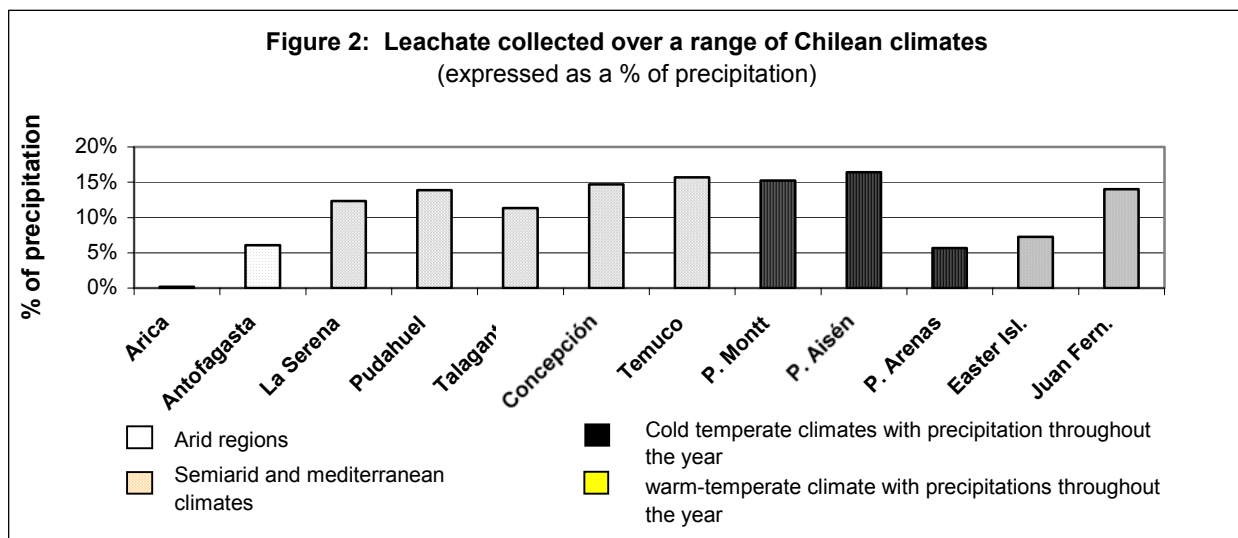 Figure 2: Leachate collected over a range of Chilean climates
(expressed as a % of precipitation)
% of precipitation
20%
15%
10%
5%
0%
Arica
Antofagasta
La Serena
Pudahuel
Talagant
Concepción
Temuco
P. Montt
P. Aisén
P. Arenas
Easter Isl.
Juan Fern.
Arid regions
Semiarid and mediterranean
climates
Cold temperate climates with precipitation throughout
the year
warm-temperate climate with precipitations throughout
the year